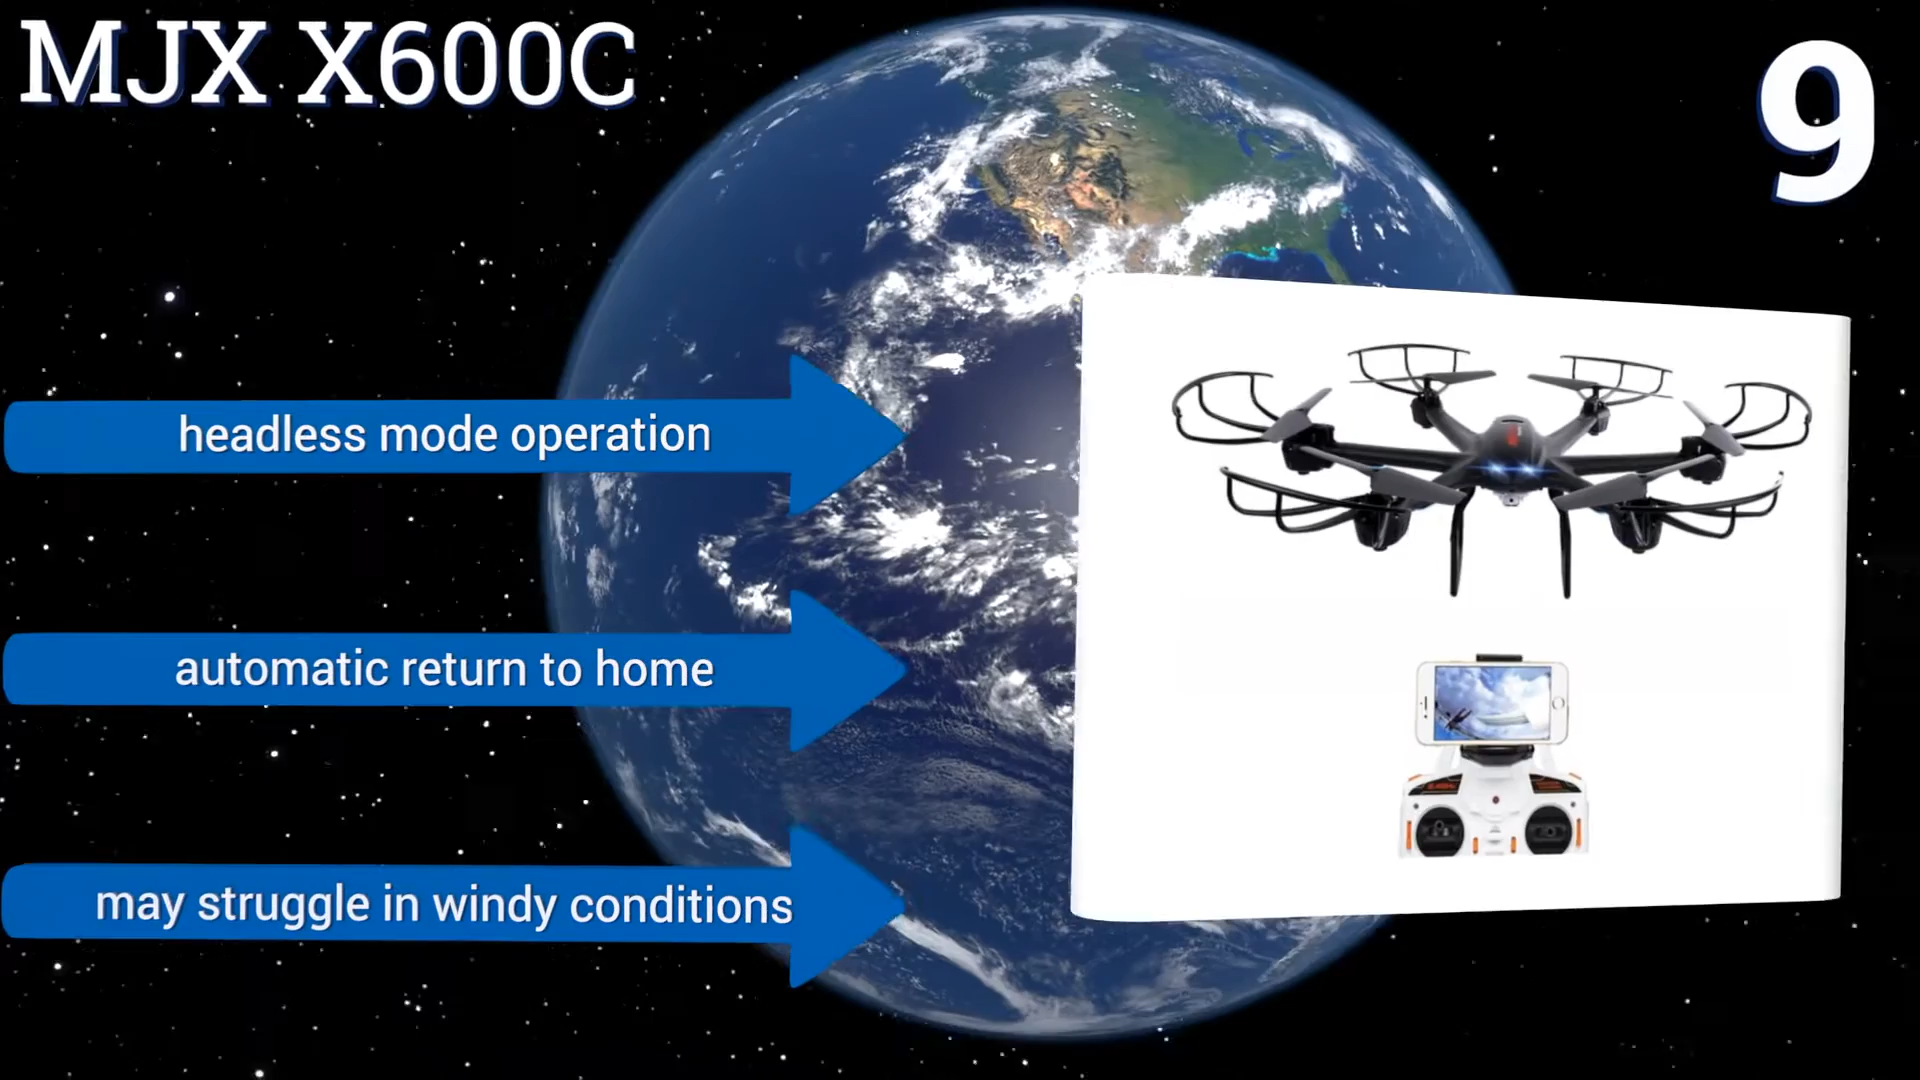 MJX X600C
9
headless mode operation
automatic return to home
may struggle in windy conditions